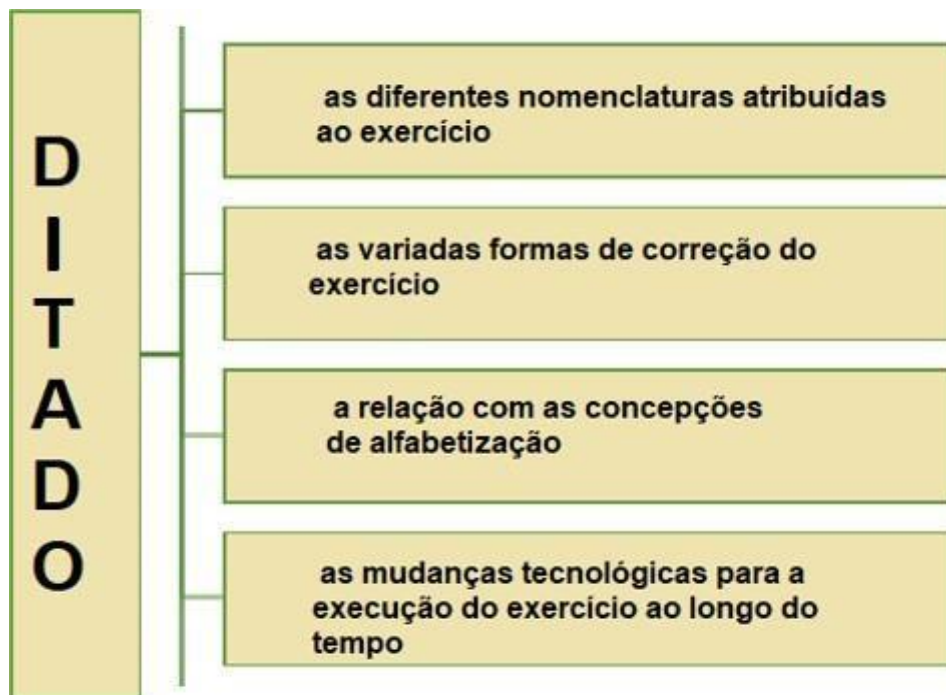 DITADO
as diferentes nomenclaturas atribuídas
ao exercício
as variadas formas de correção do
exercício
a relação com as concepções
de alfabetização
as mudanças tecnológicas para a
execução do exercício ao longo do
tempo